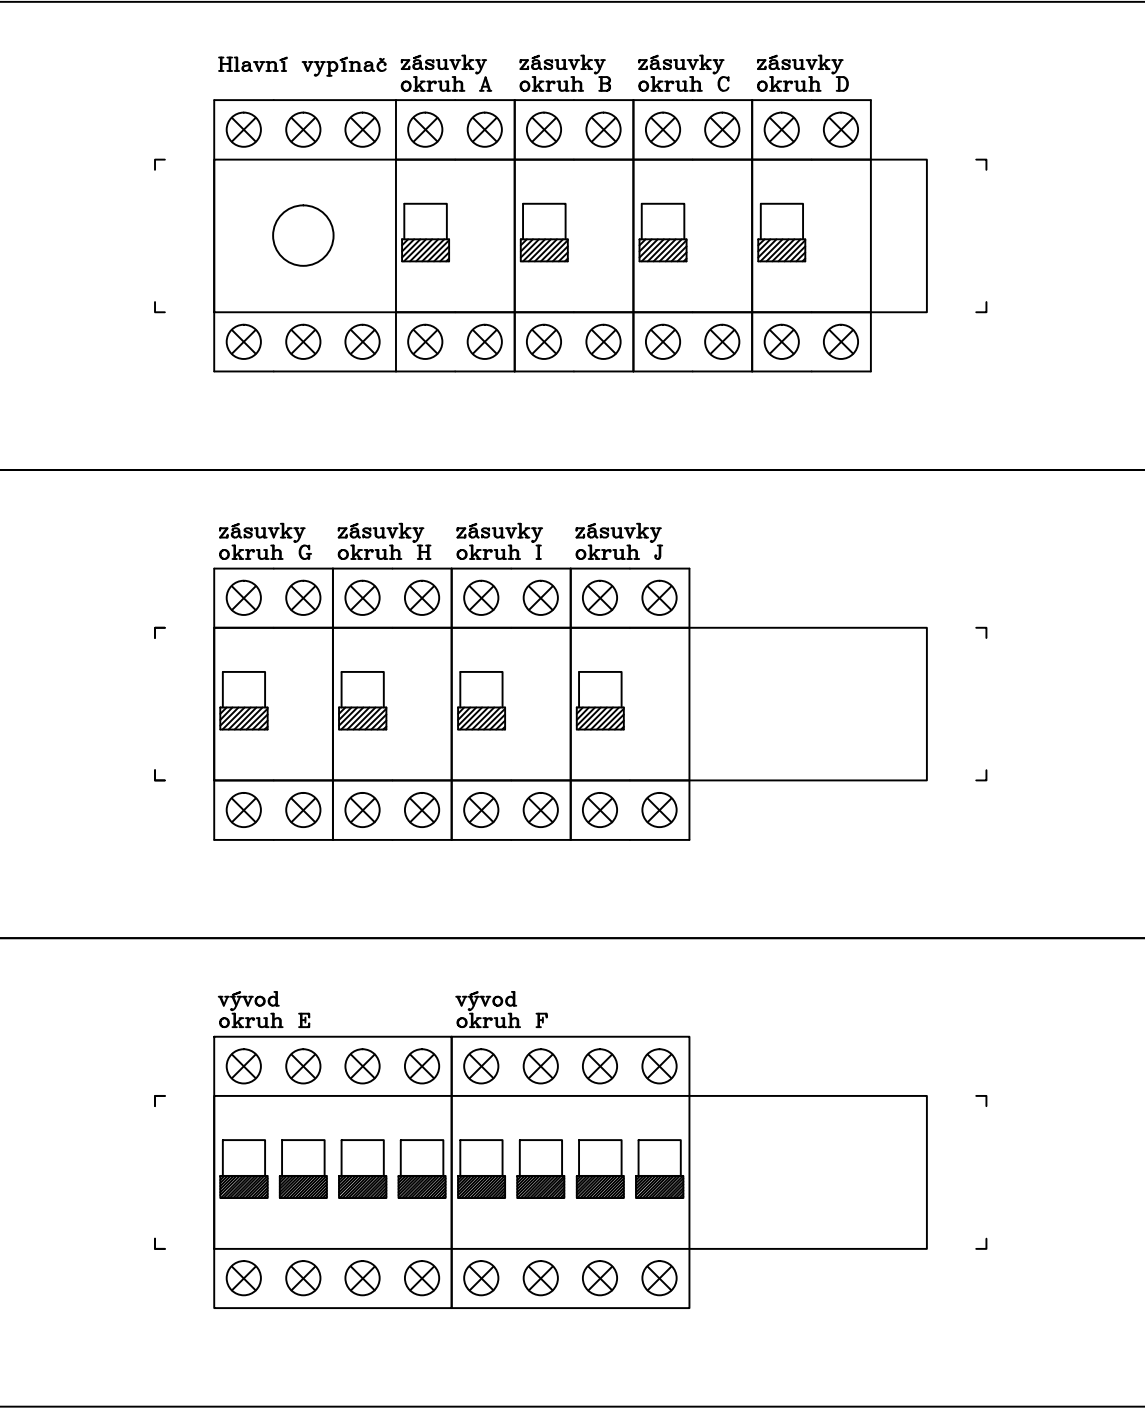 Hlavní vypínač
zásuvky
okruh A
zásuvky
okruh B
zásuvky
okruh C
zásuvky
okruh D
zásuvky
okruh G
zásuvky
okruh H
zásuvky
okruh I
zásuvky
okruh J
vývod
okruh E
vývod
okruh F